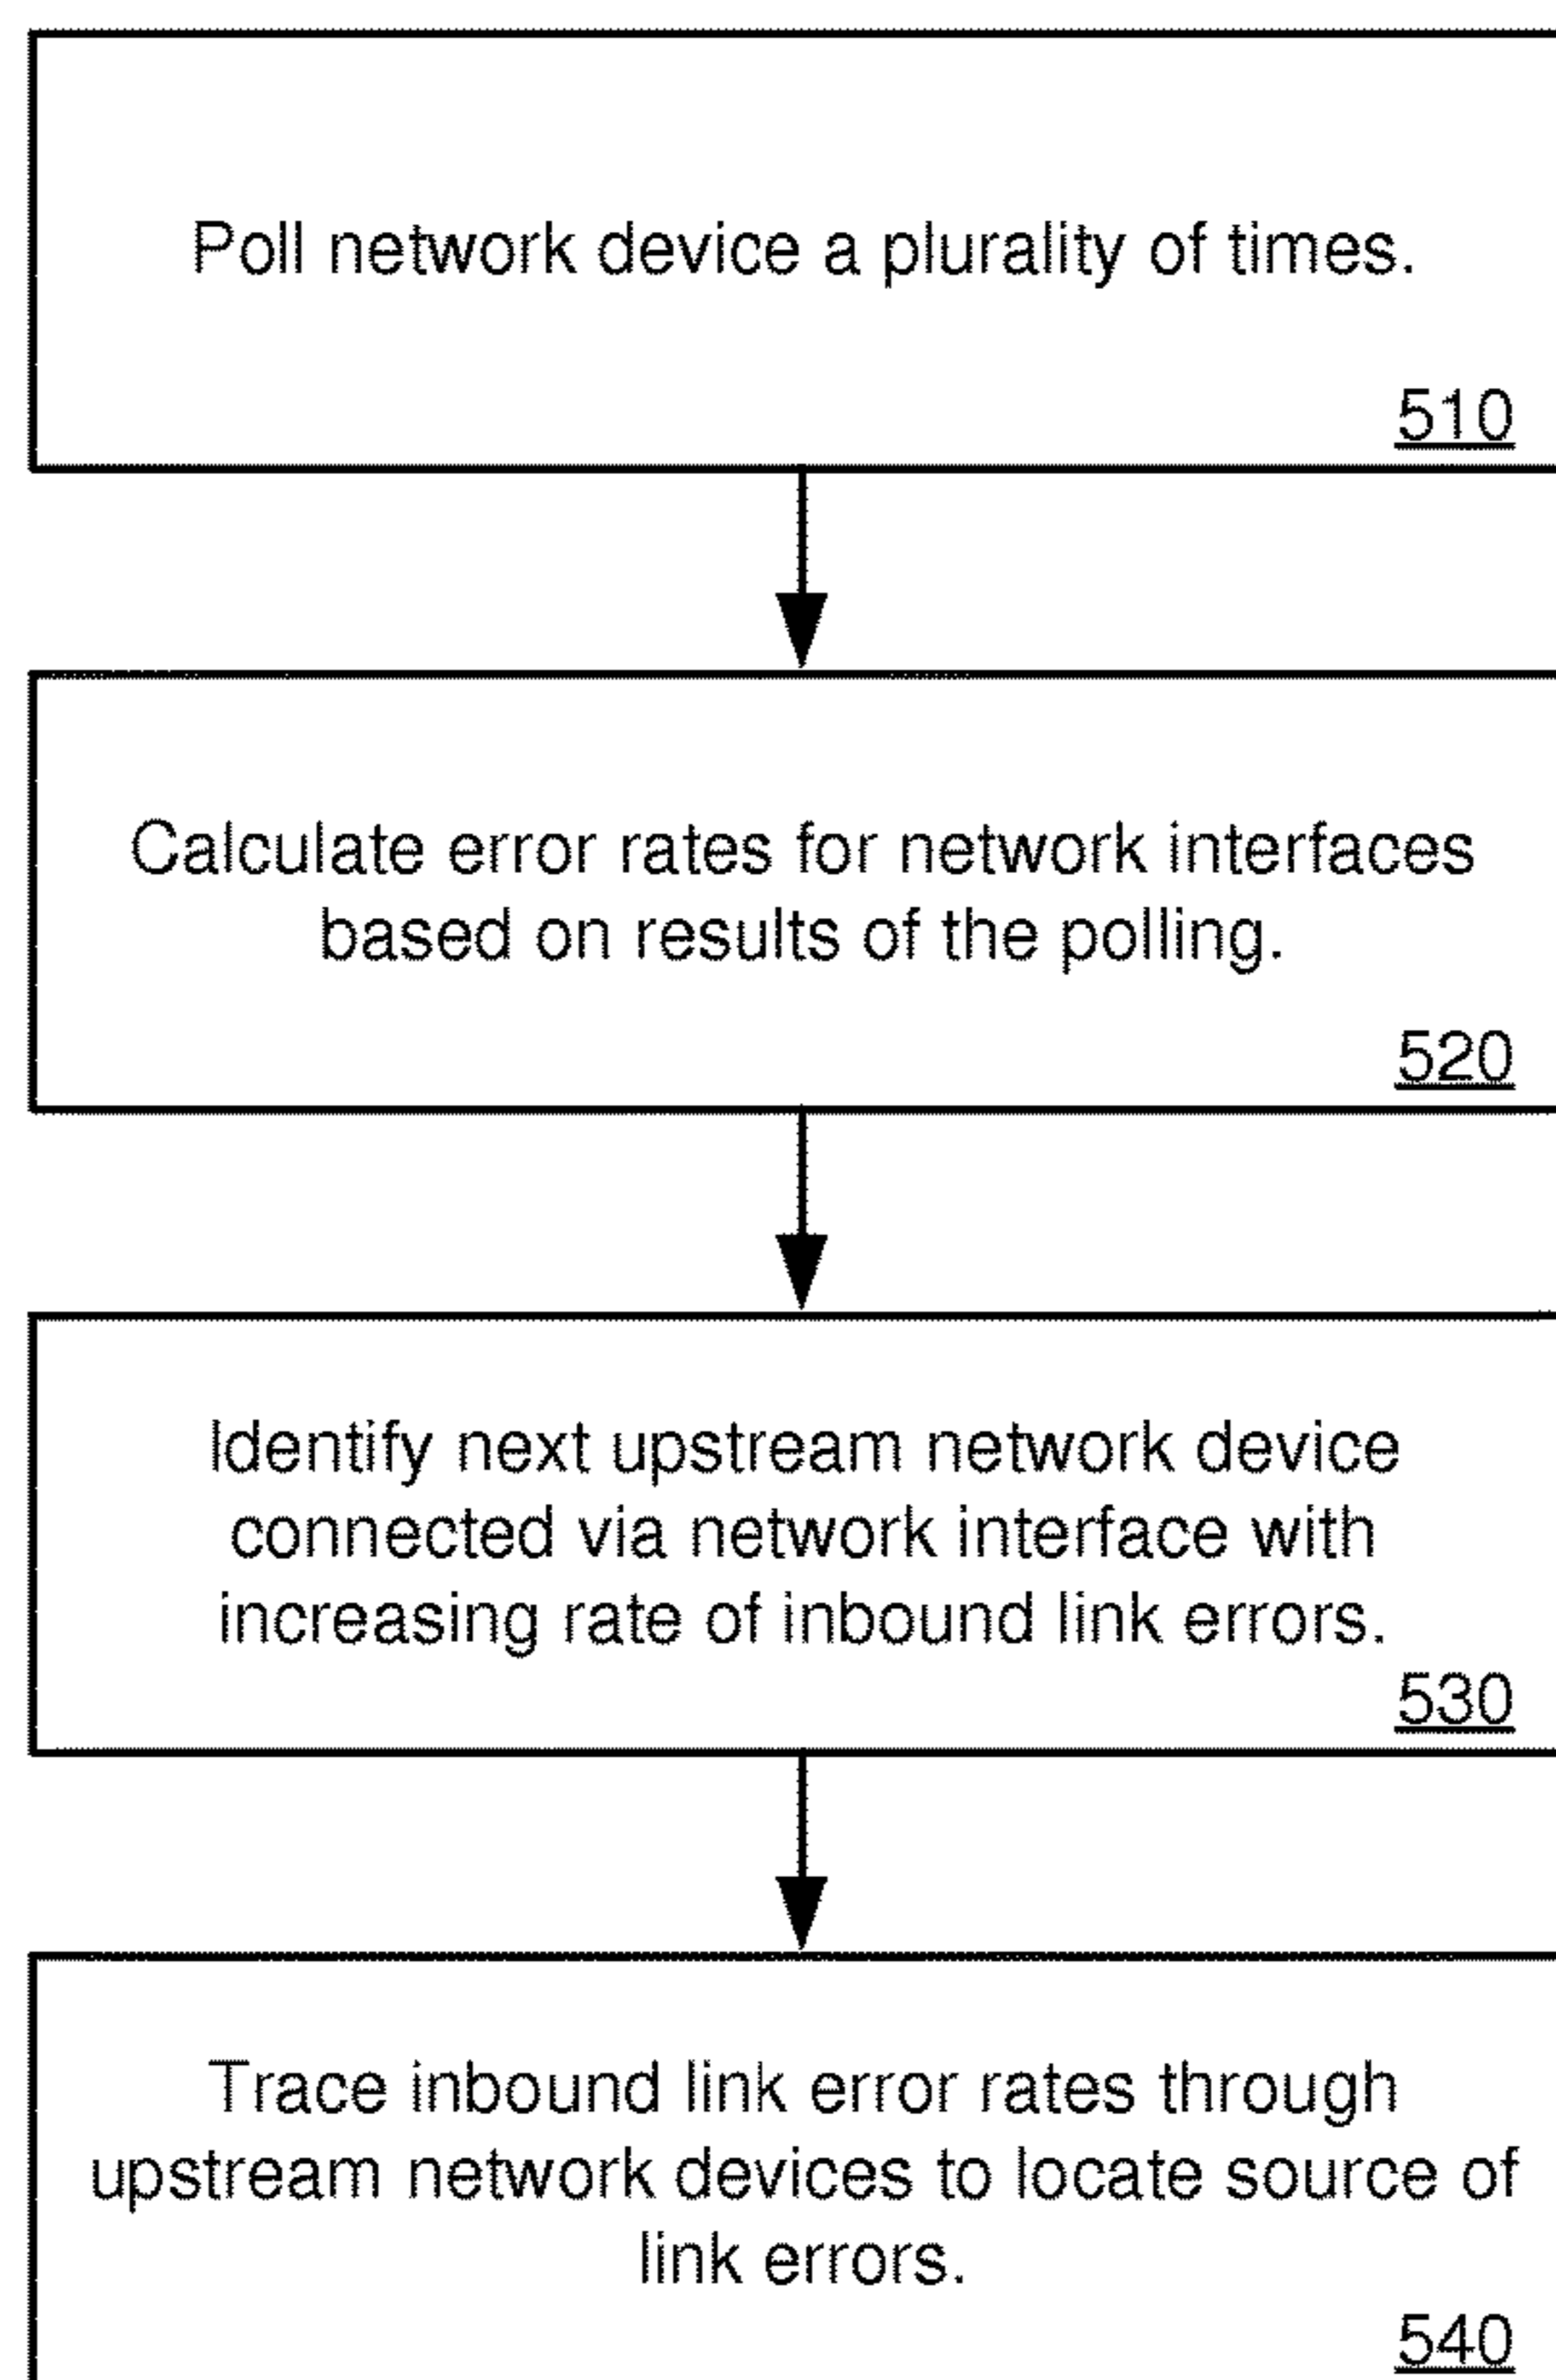 Poll network device a plurality of times.
510
Calculate error rates for network interfaces
based on results of the polling.
520
Identify next upstream network device
connected via network interface with
increasing rate of inbound link errors.
530
Trace inbound link error rates through
upstream network devices to locate source of
link errors.
540